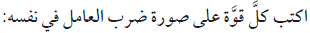 اكتب كلَّ قوَّة على صورة ضرب العامل في نفسه: